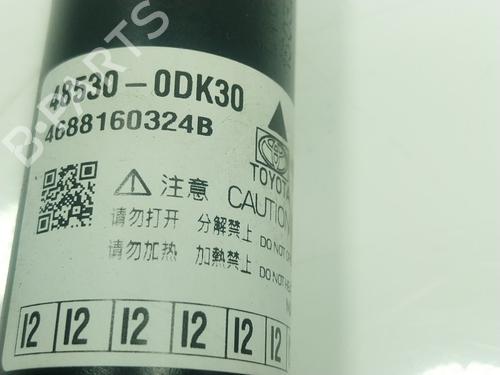 48530-0DK30
4688160324B
TOYOTA
注意 CAUTION
请勿打开 分解禁止 DO NOT
请勿加热 加熱禁止 DO NOT
12 12 12 12 12 12
B-PARTS